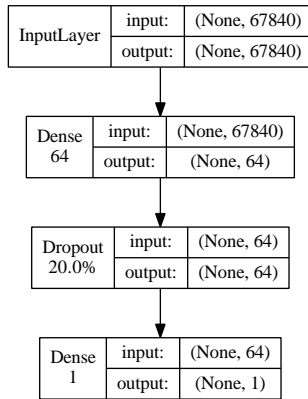 InputLayer
input: (None, 67840)
output: (None, 67840)
Dense
64
input: (None, 67840)
output: (None, 64)
Dropout
20.0%
input: (None, 64)
output: (None, 64)
Dense
1
input: (None, 64)
output: (None, 1)